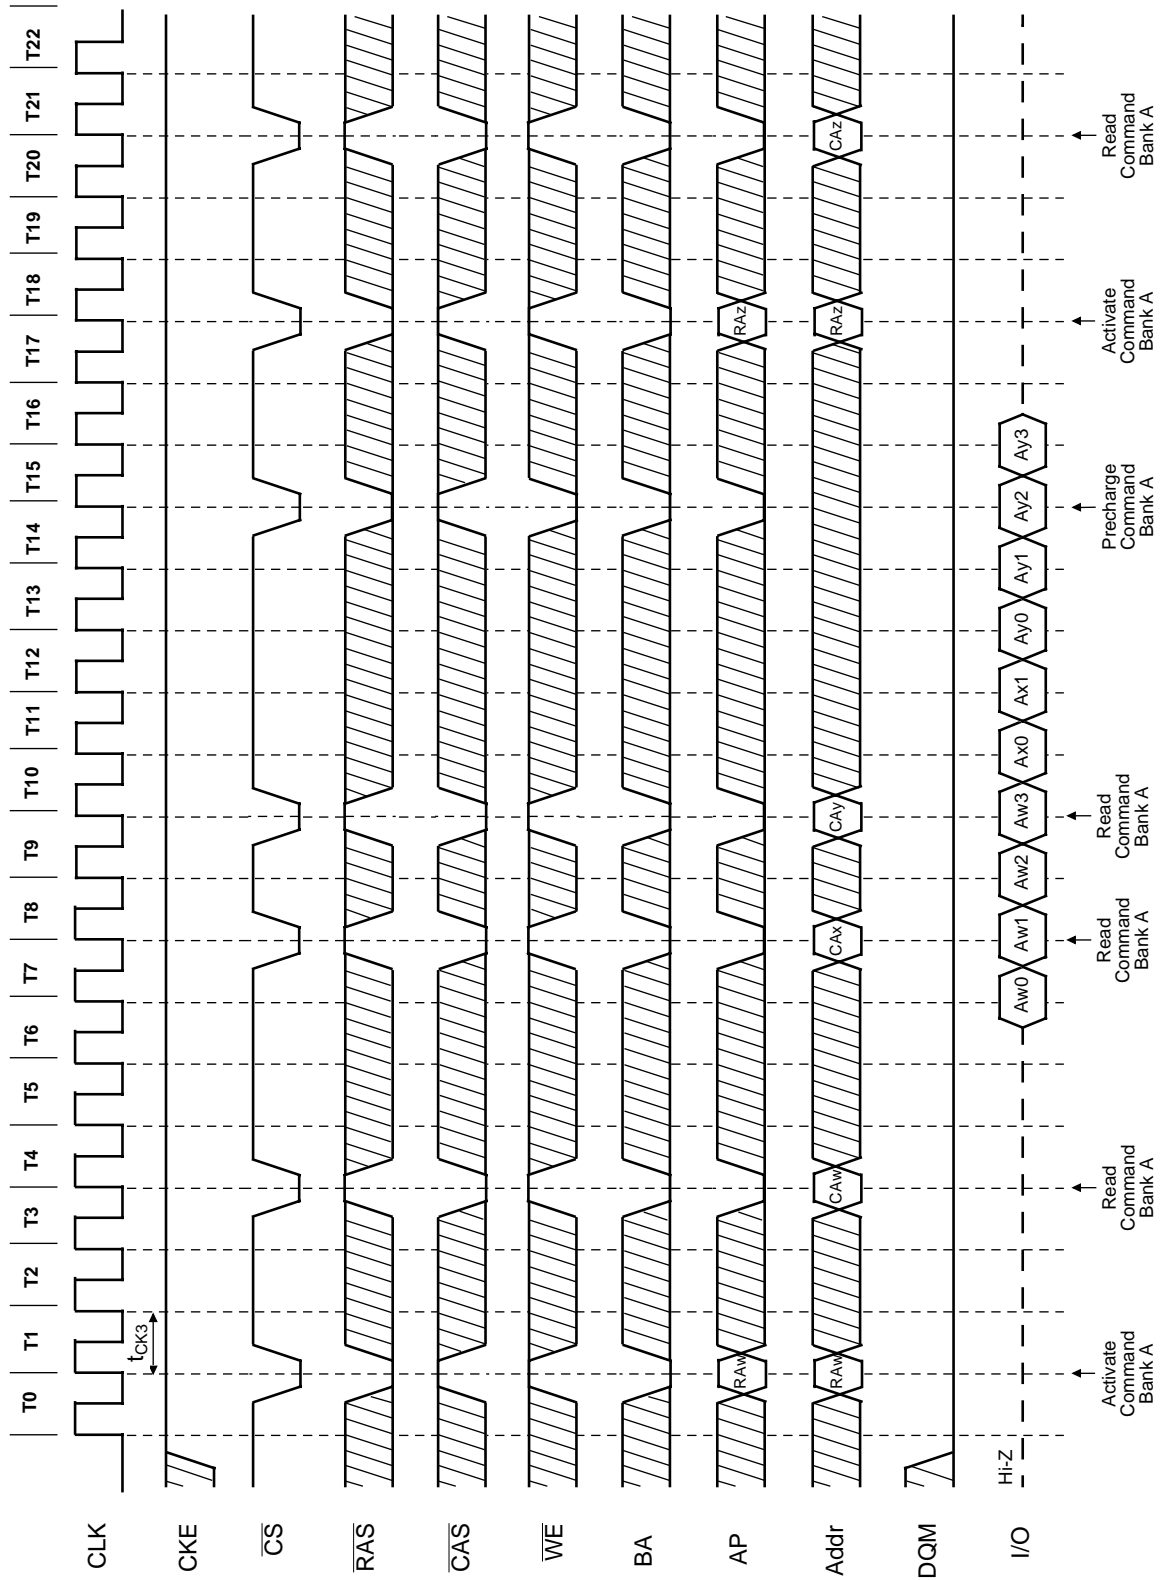 T0 T1 T2 T3 T4 T5 T6 T7 T8 T9 T10 T11 T12 T13 T14 T15 T16 T17 T18 T19 T20 T21 T22
CLK
tCK3
CKE
CS
RAS
CAS
WE
BA
AP
RAw RAz
Addr
RAw CAw CAx CAy RAz CAz
DQM
I/O
Hi-Z
Aw0 Aw1 Aw2 Aw3 Ax0 Ax1 Ay0 Ay1 Ay2 Ay3
Activate
Command
Bank A
Read
Command
Bank A
Read
Command
Bank A
Read
Command
Bank A
Precharge
Command
Bank A
Activate
Command
Bank A
Read
Command
Bank A